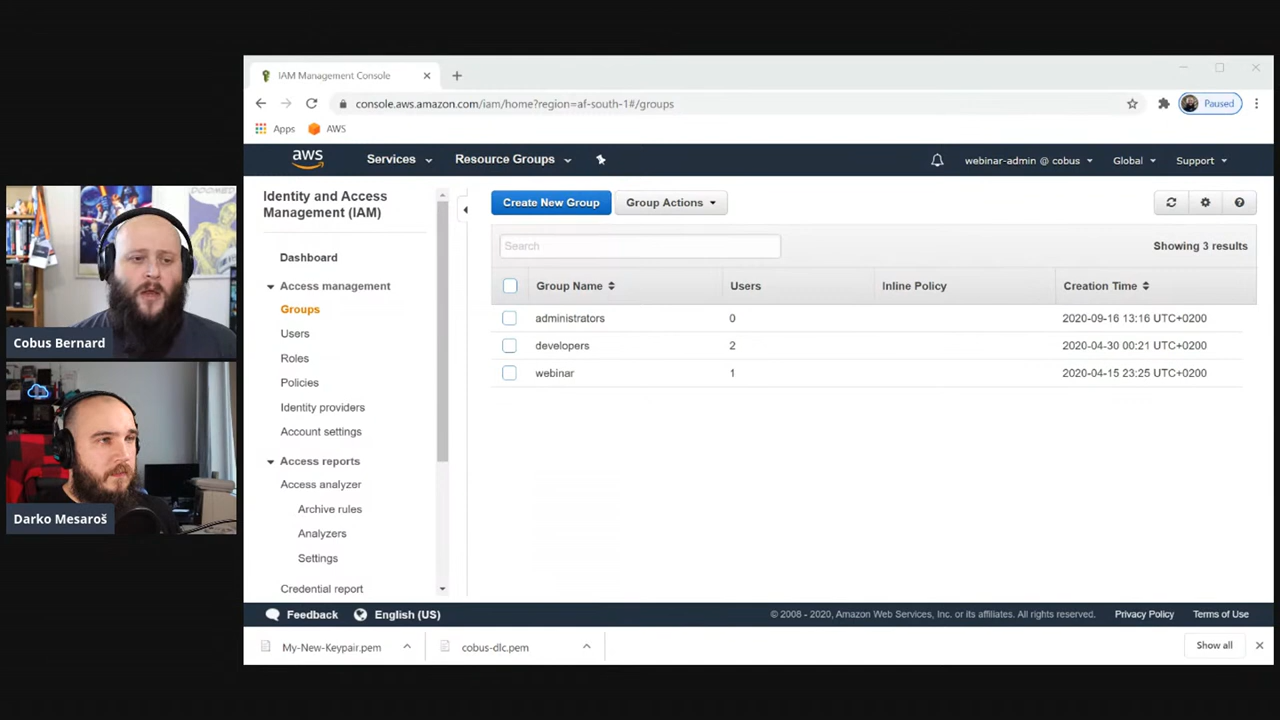 IAM Management Console
console.aws.amazon.com/iam/home?region=af-south-1#/groups
Paused
Apps
AWS
aws
Services
Resource Groups
webinar-admin @ cobus
Global
Support
Identity and Access
Management (IAM)
Dashboard
Access management
Groups
Users
Roles
Policies
Identity providers
Account settings
Access reports
Access analyzer
Archive rules
Analyzers
Settings
Credential report
Create New Group
Group Actions
Search
Showing 3 results
Group Name
Users
Inline Policy
Creation Time
administrators
0
2020-09-16 13:16 UTC+0200
developers
2
2020-04-30 00:21 UTC+0200
webinar
1
2020-04-15 23:25 UTC+0200
Cobus Bernard
Darko Mesaroš
Feedback
English (US)
© 2008 - 2020, Amazon Web Services, Inc. or its affiliates. All rights reserved.
Privacy Policy
Terms of Use
My-New-Keypair.pem
cobus-dlc.pem
Show all